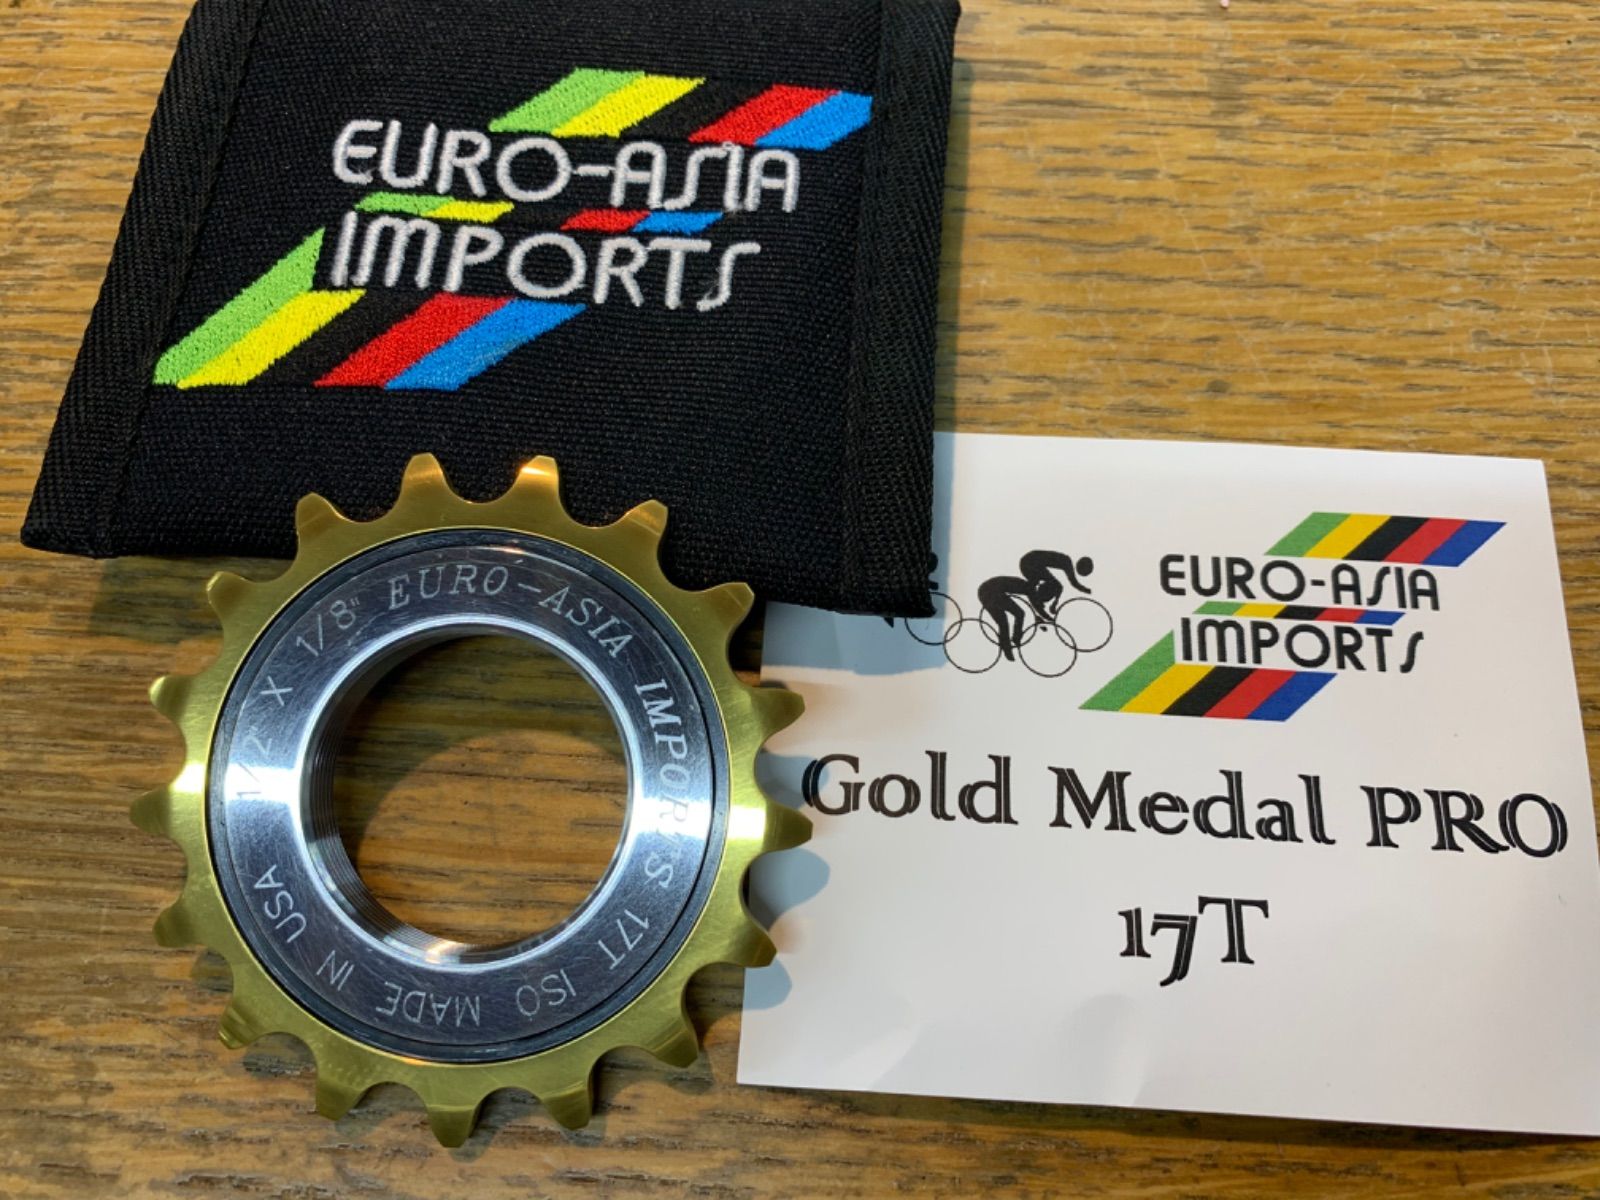 EURO-ASIA
IMPORTS
EURO-ASIA
IMPORTS
Gold Medal PRO
17T
1/2" X 1/8" EURO-ASIA IMPORTS 17T ISO MADE IN USA